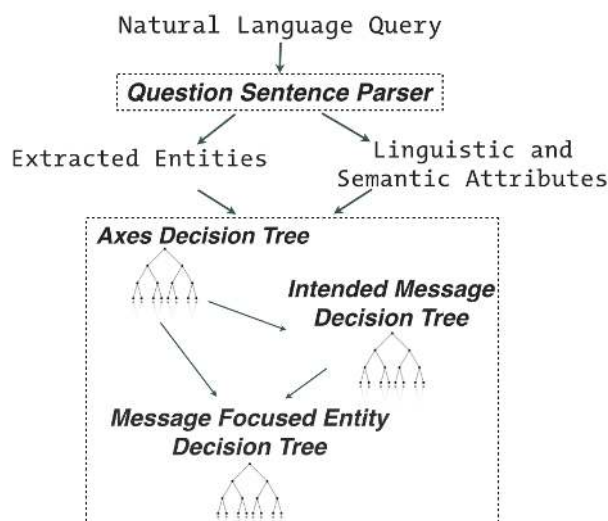 Natural Language Query
Question Sentence Parser
Extracted Entities
Linguistic and
Semantic Attributes
Axes Decision Tree
Intended Message
Decision Tree
Message Focused Entity
Decision Tree